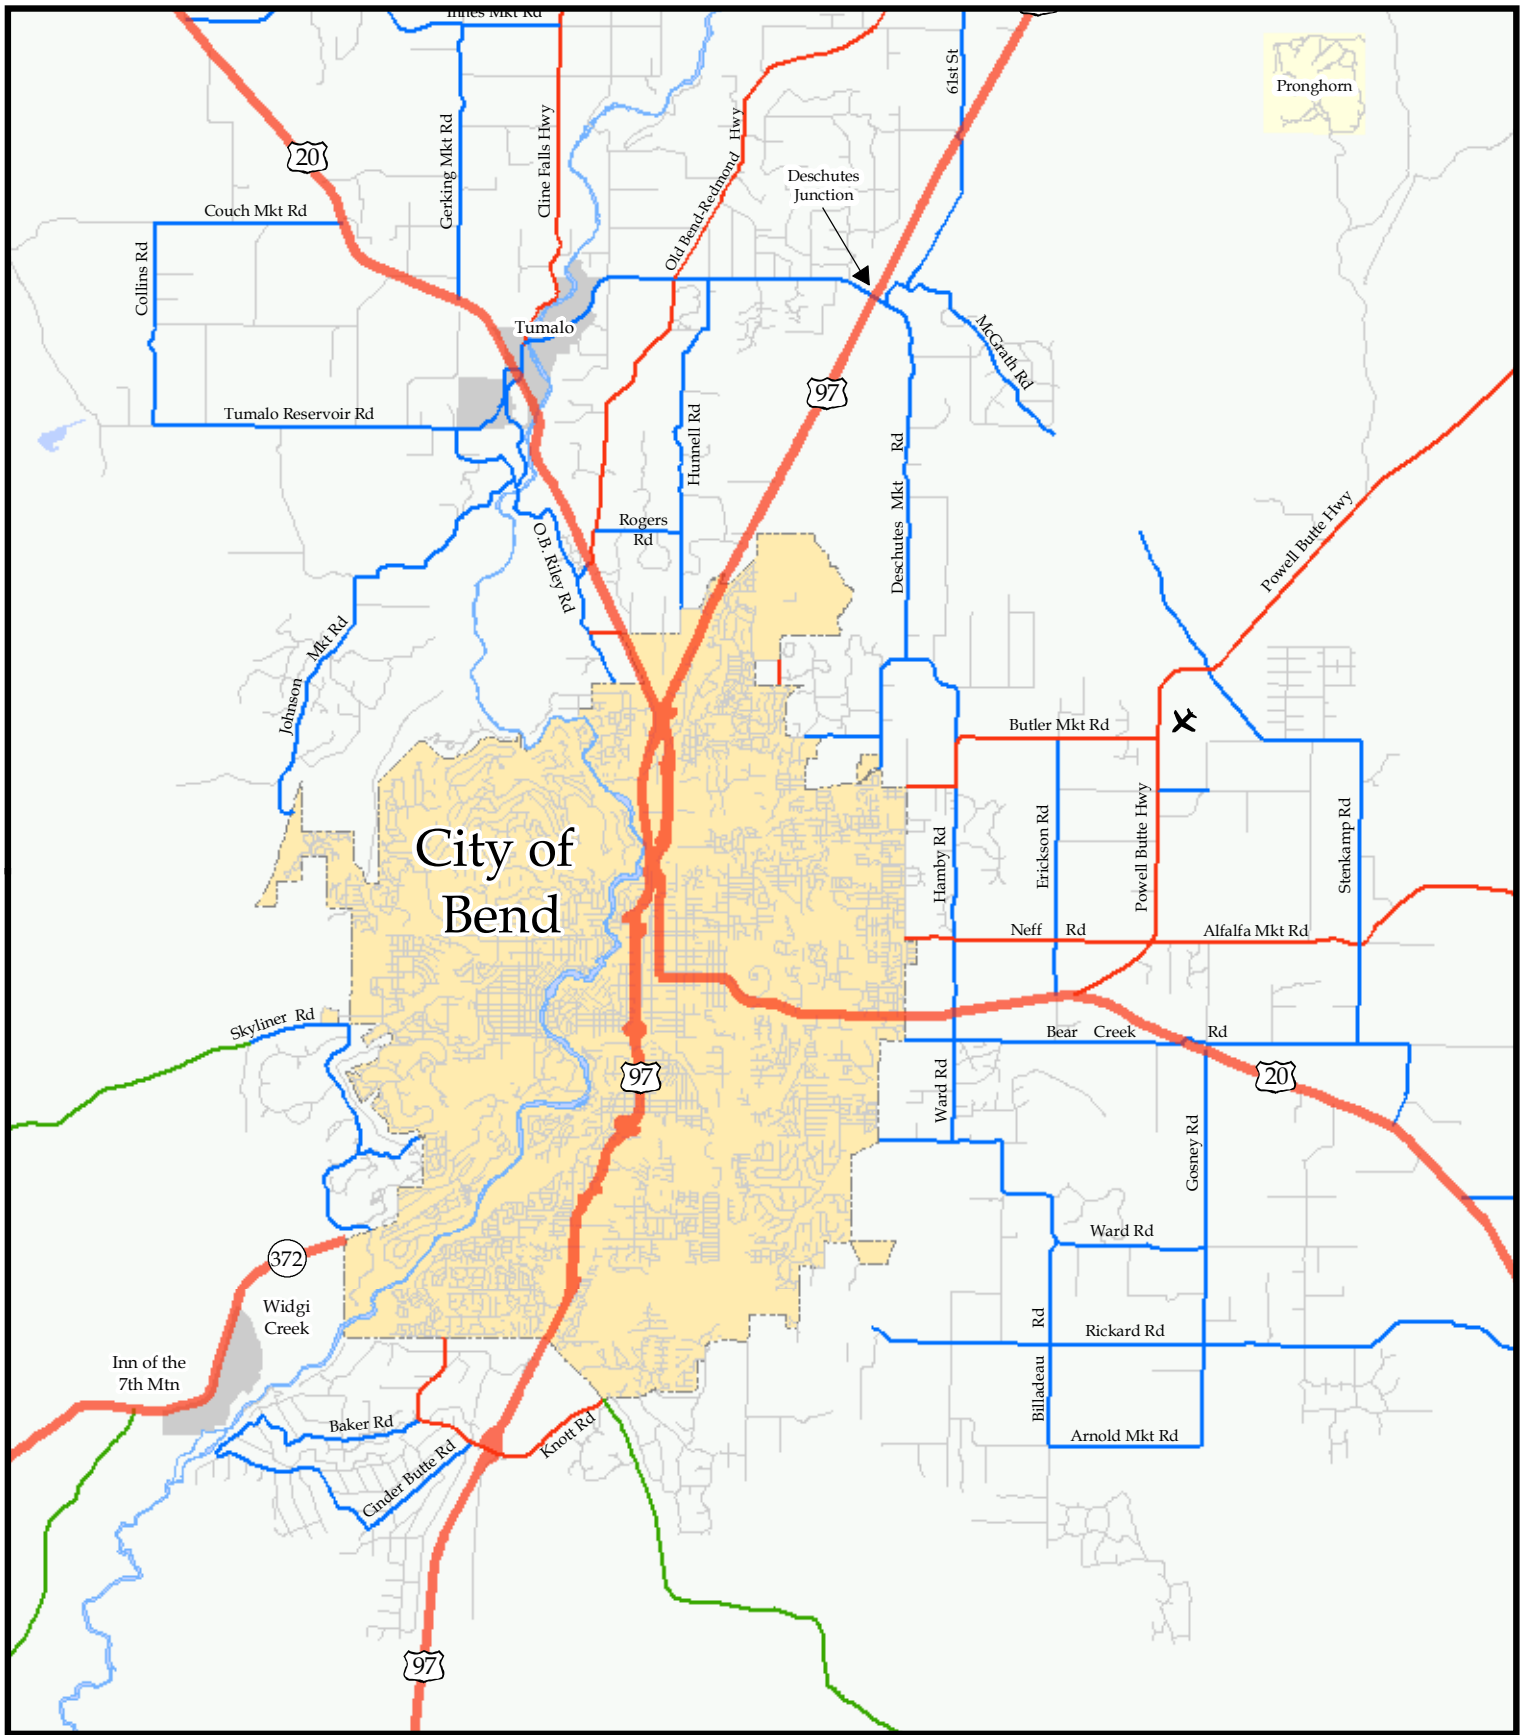 Innes Mkt Rd
61st St
Pronghorn
20
Gerking Mkt Rd
Cline Falls Hwy
Old Bend-Redmond Hwy
Deschutes
Junction
Couch Mkt Rd
Collins Rd
Tumalo
McGrath Rd
97
Tumalo Reservoir Rd
Hunnell Rd
Deschutes Mkt Rd
Rogers
Rd
O.B. Riley Rd
Powell Butte Hwy
Johnson Mkt Rd
Butler Mkt Rd
City of
Bend
Hamby Rd
Erickson Rd
Powell Butte Hwy
Stenkamp Rd
Neff Rd
Alfalfa Mkt Rd
Skyliner Rd
Bear Creek Rd
97
20
Ward Rd
Gosney Rd
Ward Rd
372
Widgi
Creek
Inn of the
7th Mtn
Rickard Rd
Billadeau Rd
Baker Rd
Knott Rd
Arnold Mkt Rd
Cinder Butte Rd
97